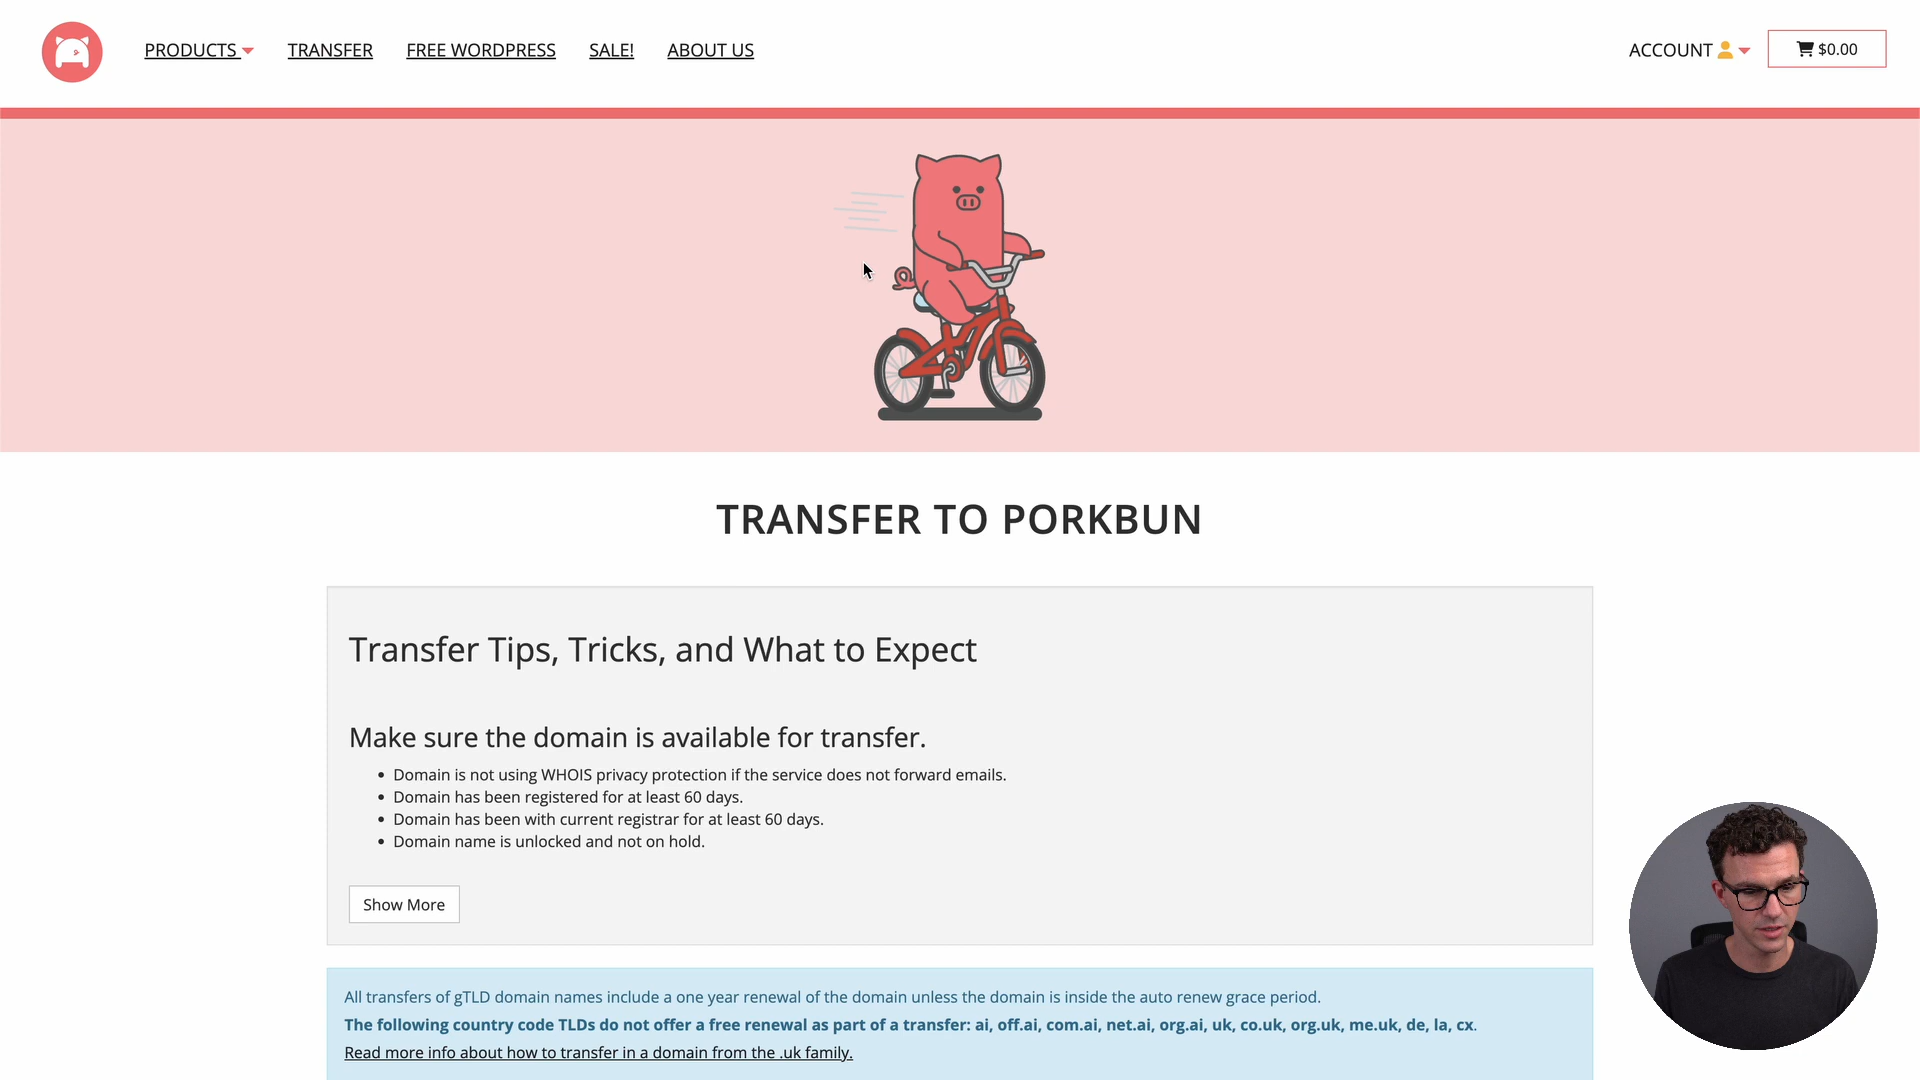 PRODUCTS
TRANSFER
FREE WORDPRESS
SALE!
ABOUT US
ACCOUNT
$0.00
TRANSFER TO PORKBUN
Transfer Tips, Tricks, and What to Expect
Make sure the domain is available for transfer.
Domain is not using WHOIS privacy protection if the service does not forward emails.
Domain has been registered for at least 60 days.
Domain has been with current registrar for at least 60 days.
Domain name is unlocked and not on hold.
Show More
All transfers of gTLD domain names include a one year renewal of the domain unless the domain is inside the auto renew grace period.
The following country code TLDs do not offer a free renewal as part of a transfer: ai, off.ai, com.ai, net.ai, org.ai, uk, co.uk, org.uk, me.uk, de, la, cx.
Read more info about how to transfer in a domain from the .uk family.